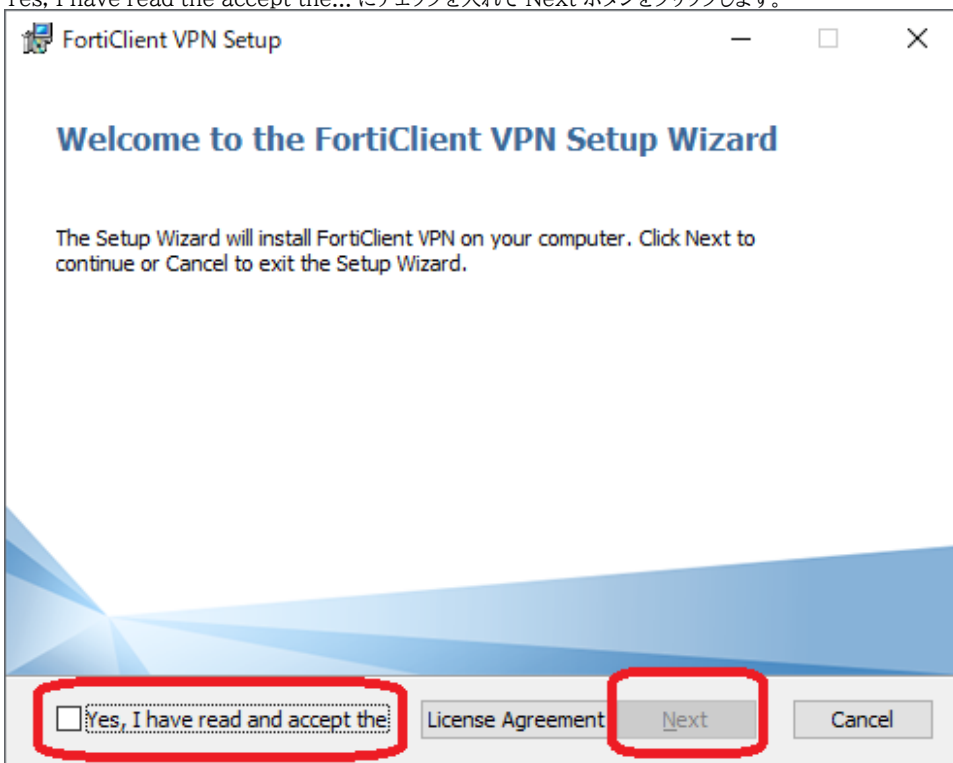 Yes, I have read the accept the... にチェックを入れて Next ボタンをクリックします。
FortiClient VPN Setup
Welcome to the FortiClient VPN Setup Wizard
The Setup Wizard will install FortiClient VPN on your computer. Click Next to
continue or Cancel to exit the Setup Wizard.
Yes, I have read and accept the License Agreement Next Cancel